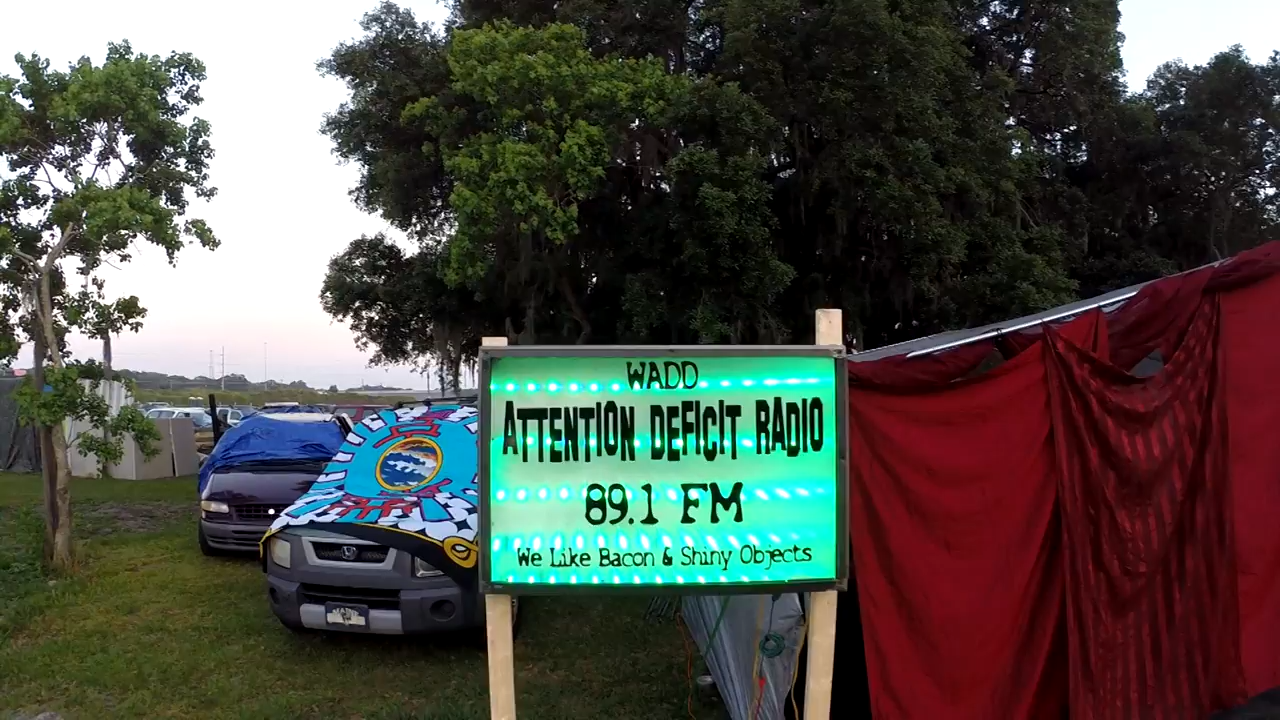 WADD
ATTENTION DEFICIT RADIO
89.1 FM
We Like Bacon & Shiny Objects